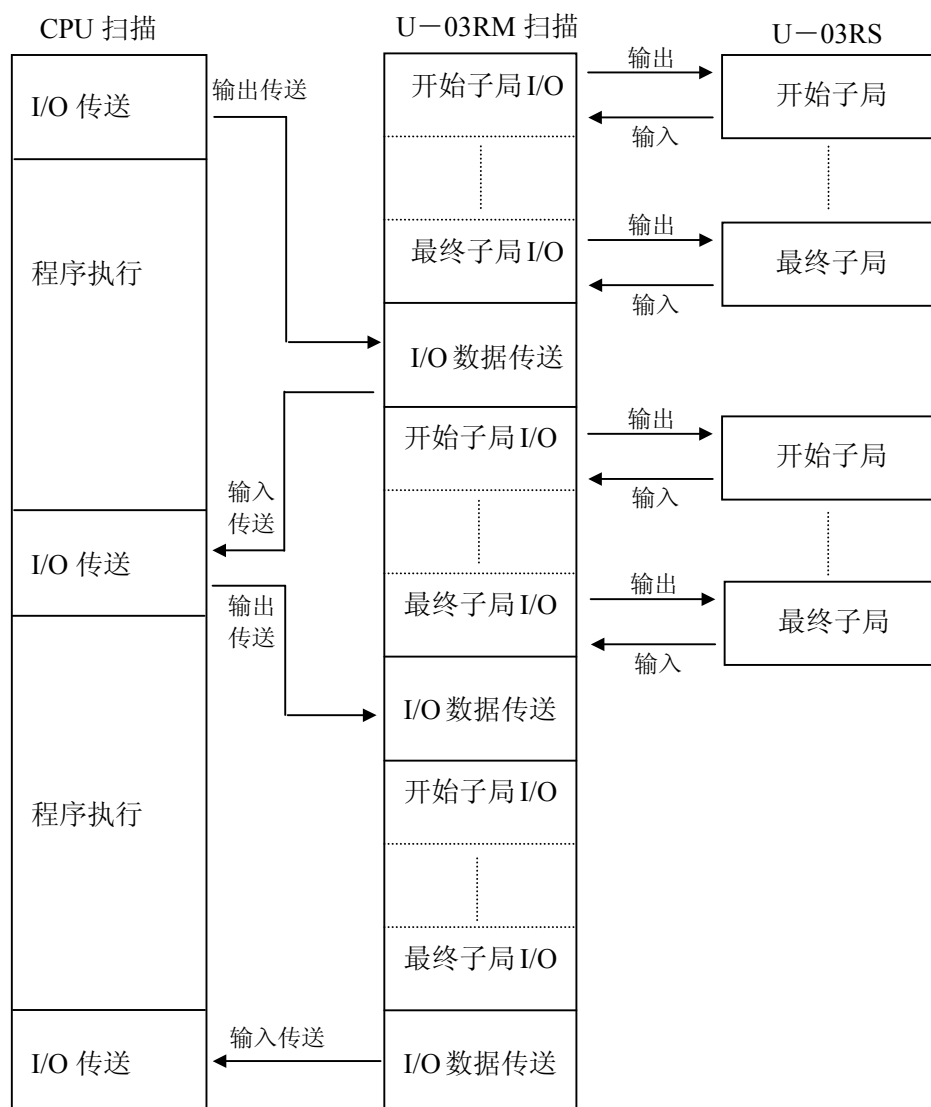 CPU 扫描
U－03RM 扫描
U－03RS
I/O 传送
输出传送
开始子局 I/O
输出
输入
开始子局
程序执行
最终子局 I/O
输出
输入
最终子局
I/O 数据传送
开始子局 I/O
输出
输入
开始子局
输入
传送
I/O 传送
输出
传送
最终子局 I/O
输出
输入
最终子局
I/O 数据传送
程序执行
开始子局 I/O
最终子局 I/O
I/O 传送
输入传送
I/O 数据传送